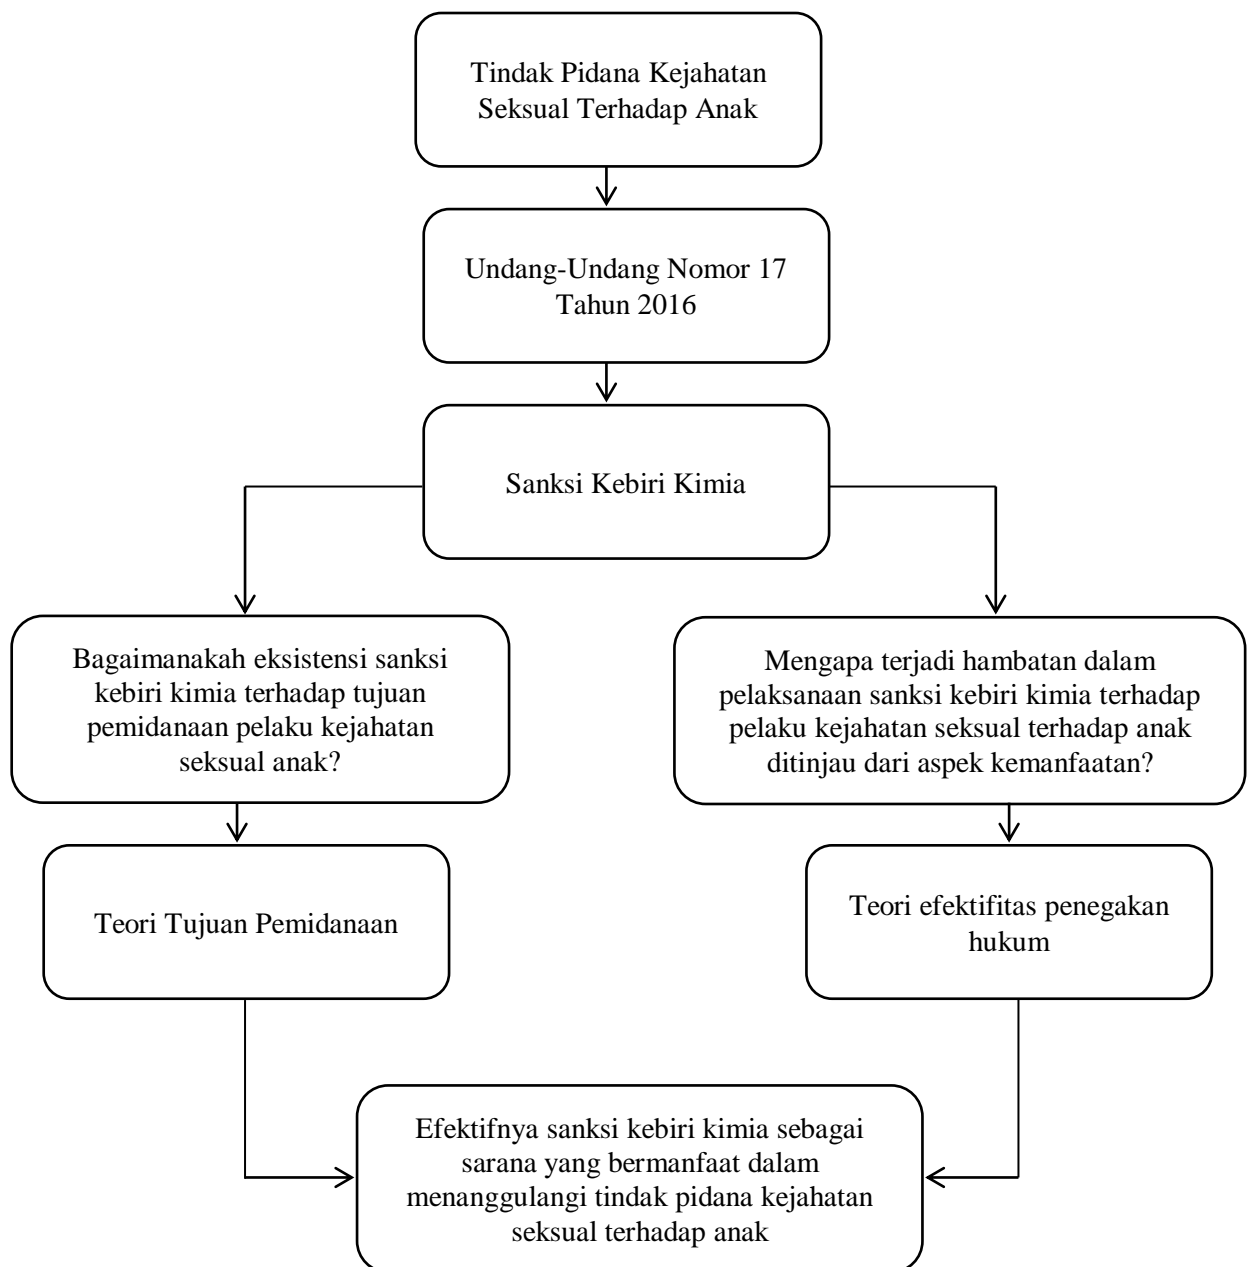 Tindak Pidana Kejahatan
Seksual Terhadap Anak
Undang-Undang Nomor 17
Tahun 2016
Sanksi Kebiri Kimia
Bagaimanakah eksistensi sanksi
kebiri kimia terhadap tujuan
pemidanaan pelaku kejahatan
seksual anak?
Mengapa terjadi hambatan dalam
pelaksanaan sanksi kebiri kimia terhadap
pelaku kejahatan seksual terhadap anak
ditinjau dari aspek kemanfaatan?
Teori Tujuan Pemidanaan
Teori efektifitas penegakan
hukum
Efektifnya sanksi kebiri kimia sebagai
sarana yang bermanfaat dalam
menanggulangi tindak pidana kejahatan
seksual terhadap anak